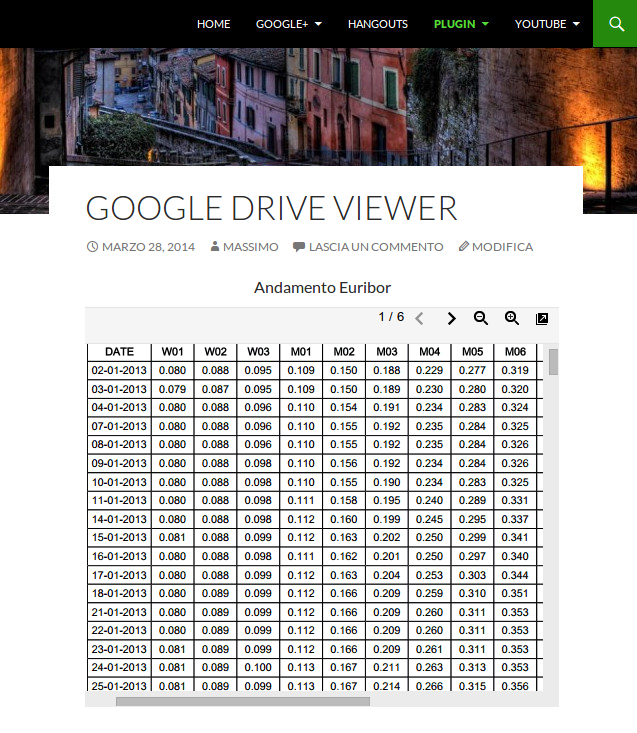 HOME GOOGLE+ HANGOUTS PLUGIN YOUTUBE
GOOGLE DRIVE VIEWER
MARZO 28, 2014 MASSIMO LASCIA UN COMMENTO MODIFICA
Andamento Euribor
1 / 6
DATE W01 W02 W03 M01 M02 M03 M04 M05 M06
02-01-2013 0.080 0.088 0.095 0.109 0.150 0.188 0.229 0.277 0.319
03-01-2013 0.079 0.087 0.095 0.109 0.150 0.189 0.230 0.280 0.320
04-01-2013 0.080 0.088 0.096 0.110 0.154 0.191 0.234 0.283 0.324
07-01-2013 0.080 0.088 0.096 0.110 0.155 0.192 0.235 0.284 0.325
08-01-2013 0.080 0.088 0.096 0.110 0.155 0.192 0.235 0.284 0.326
09-01-2013 0.080 0.088 0.098 0.110 0.156 0.192 0.234 0.284 0.326
10-01-2013 0.080 0.088 0.098 0.110 0.155 0.190 0.234 0.283 0.325
11-01-2013 0.080 0.088 0.098 0.111 0.158 0.195 0.240 0.289 0.331
14-01-2013 0.080 0.088 0.098 0.112 0.160 0.199 0.245 0.295 0.337
15-01-2013 0.081 0.088 0.099 0.112 0.163 0.202 0.250 0.299 0.341
16-01-2013 0.080 0.088 0.098 0.111 0.162 0.201 0.250 0.297 0.340
17-01-2013 0.080 0.088 0.099 0.112 0.163 0.204 0.253 0.303 0.344
18-01-2013 0.080 0.089 0.099 0.112 0.166 0.209 0.259 0.310 0.351
21-01-2013 0.080 0.089 0.099 0.112 0.166 0.209 0.260 0.311 0.353
22-01-2013 0.080 0.089 0.099 0.112 0.166 0.209 0.260 0.311 0.353
23-01-2013 0.081 0.089 0.099 0.112 0.166 0.209 0.261 0.311 0.353
24-01-2013 0.081 0.089 0.100 0.113 0.167 0.211 0.263 0.313 0.353
25-01-2013 0.081 0.089 0.099 0.113 0.167 0.214 0.266 0.315 0.356